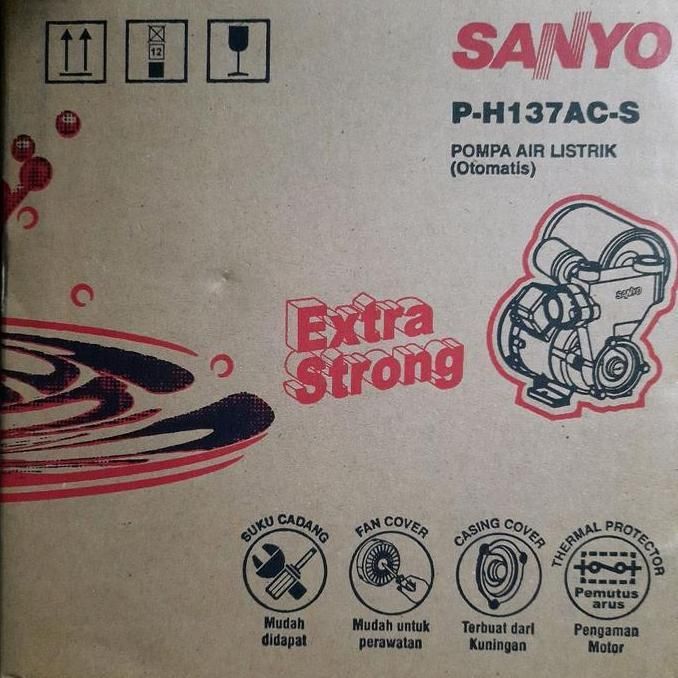 12
SANYO
P-H137AC-S
POMPA AIR LISTRIK
(Otomatis)
SANYO
Extra
Strong
SUKU CADANG
Mudah
didapat
FAN COVER
Mudah untuk
perawatan
CASING COVER
Terbuat dari
Kuningan
THERMAL PROTECTOR
Pemutus
arus
Pengaman
Motor